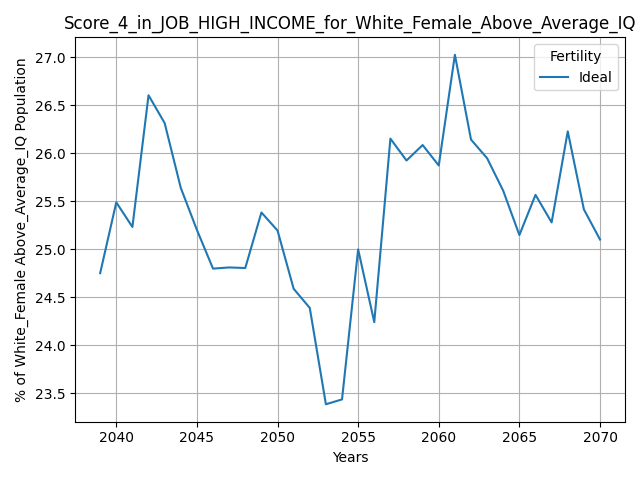 Score_4_in_JOB_HIGH_INCOME_for_White_Female_Above_Average_IQ
% of White_Female Above_Average_IQ Population
27.0
26.5
26.0
25.5
25.0
24.5
24.0
23.5
Fertility
Ideal
2040 2045 2050 2055 2060 2065 2070
Years